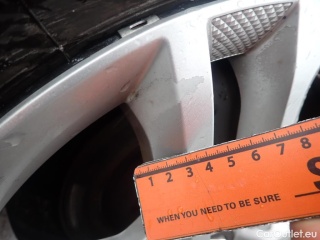 1 2 3 4 5 6 7 8
WHEN YOU NEED TO BE SURE
S
CarOutlet.eu